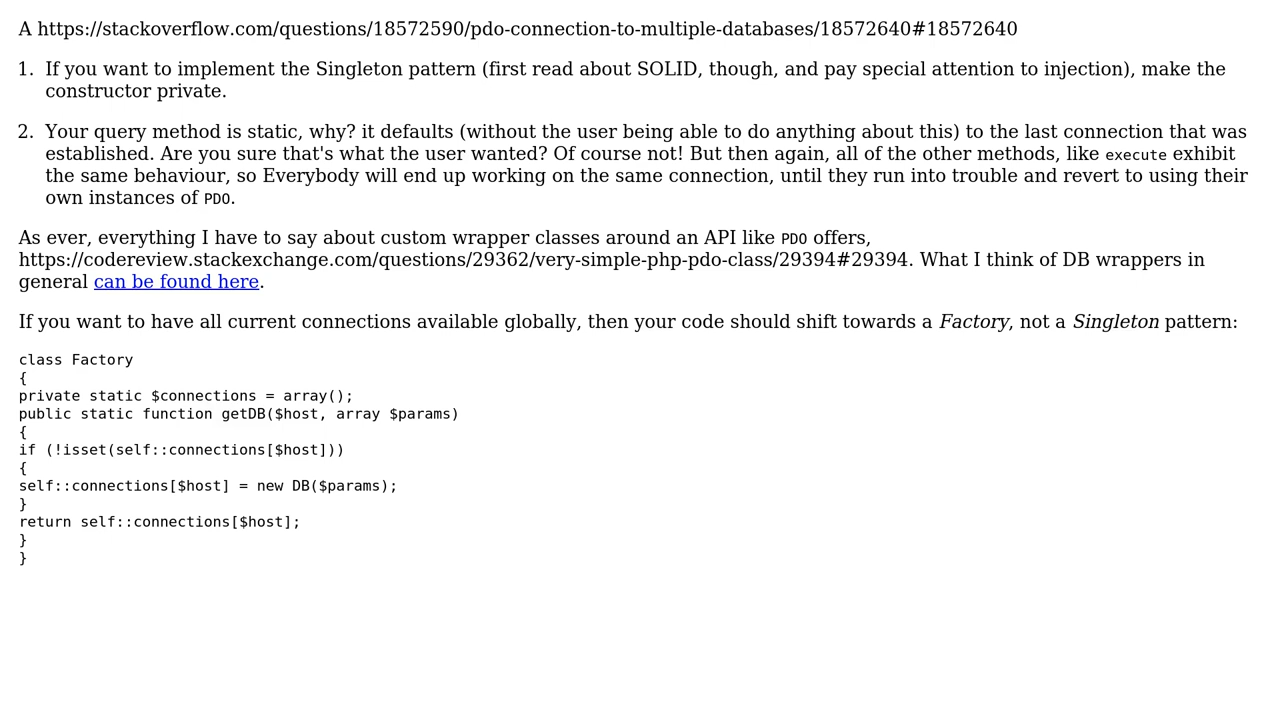 A https://stackoverflow.com/questions/18572590/pdo-connection-to-multiple-databases/18572640#18572640
1. If you want to implement the Singleton pattern (first read about SOLID, though, and pay special attention to injection), make the
constructor private.
2. Your query method is static, why? it defaults (without the user being able to do anything about this) to the last connection that was
established. Are you sure that's what the user wanted? Of course not! But then again, all of the other methods, like execute exhibit
the same behaviour, so Everybody will end up working on the same connection, until they run into trouble and revert to using their
own instances of PDO.
As ever, everything I have to say about custom wrapper classes around an API like PDO offers,
https://codereview.stackexchange.com/questions/29362/very-simple-php-pdo-class/29394#29394. What I think of DB wrappers in
general can be found here.
If you want to have all current connections available globally, then your code should shift towards a Factory, not a Singleton pattern:
class Factory
{
private static $connections = array();
public static function getDB($host, array $params)
{
if (!isset(self::connections[$host]))
{
self::connections[$host] = new DB($params);
}
return self::connections[$host];
}
}